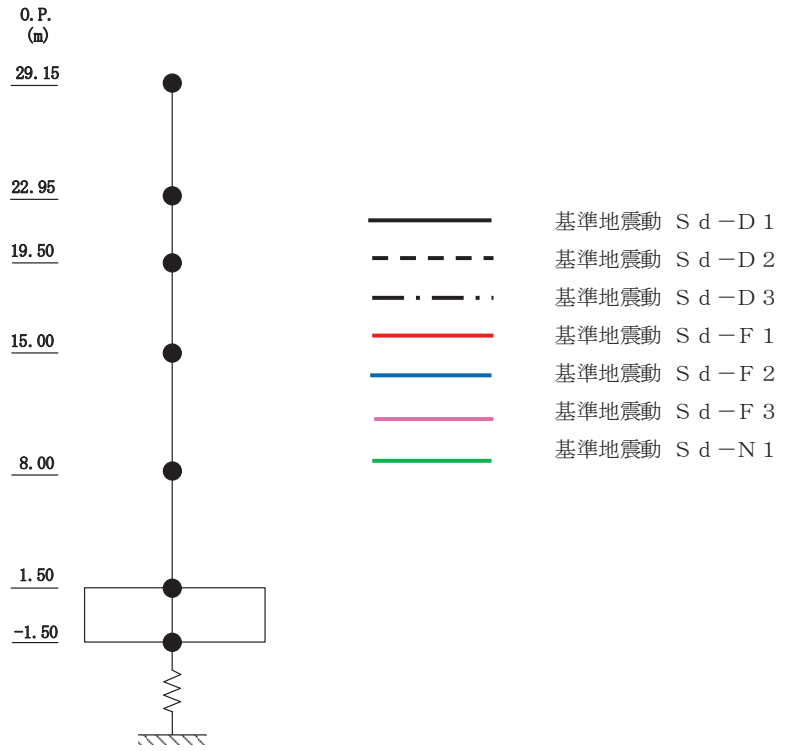 O.P.
(m)
29.15
22.95
19.50
15.00
8.00
1.50
-1.50
基準地震動 Ｓｄ－Ｄ１
基準地震動 Ｓｄ－Ｄ２
基準地震動 Ｓｄ－Ｄ３
基準地震動 Ｓｄ－Ｆ１
基準地震動 Ｓｄ－Ｆ２
基準地震動 Ｓｄ－Ｆ３
基準地震動 Ｓｄ－Ｎ１